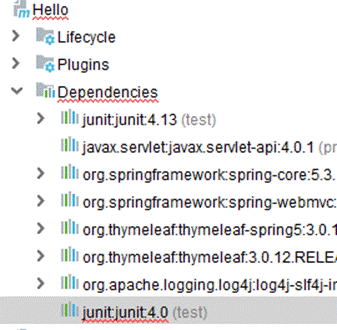 Hello
Lifecycle
Plugins
Dependencies
junit:junit:4.13 (test)
javax.servlet:javax.servlet-api:4.0.1 (pr
org.springframework:spring-core:5.3.
org.springframework:spring-webmvc:
org.thymeleaf:thymeleaf-spring5:3.0.1
org.thymeleaf:thymeleaf:3.0.12.RELEA
org.apache.logging.log4j:log4j-slf4j-in
junit:junit:4.0 (test)